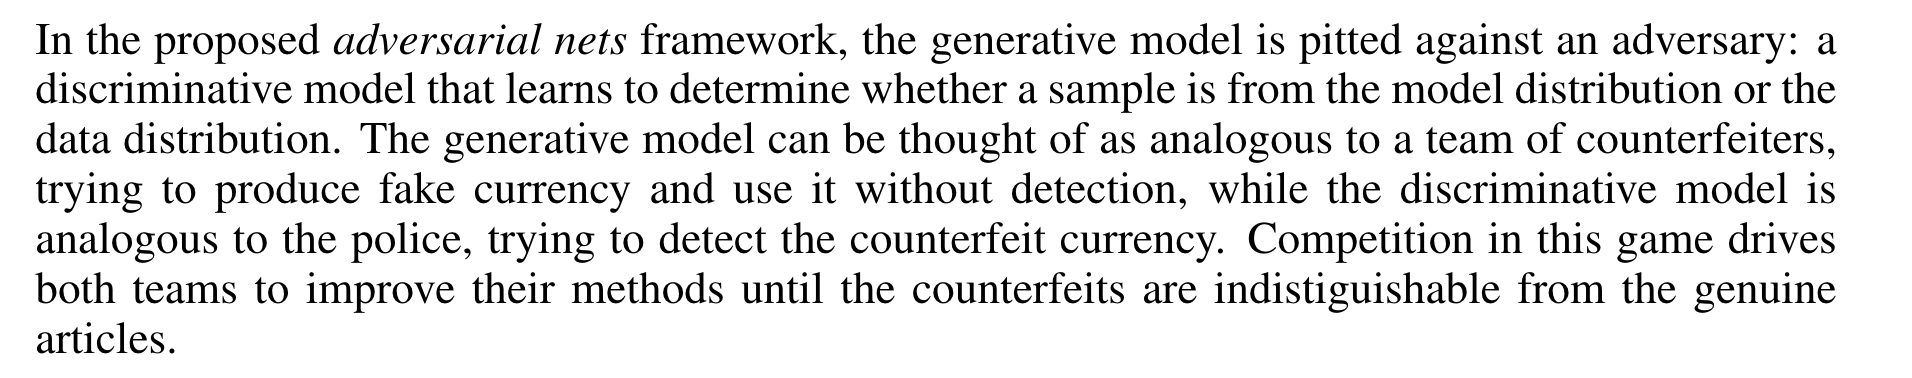 In the proposed adversarial nets framework, the generative model is pitted against an adversary: a
discriminative model that learns to determine whether a sample is from the model distribution or the
data distribution. The generative model can be thought of as analogous to a team of counterfeiters,
trying to produce fake currency and use it without detection, while the discriminative model is
analogous to the police, trying to detect the counterfeit currency. Competition in this game drives
both teams to improve their methods until the counterfeits are indistiguishable from the genuine
articles.